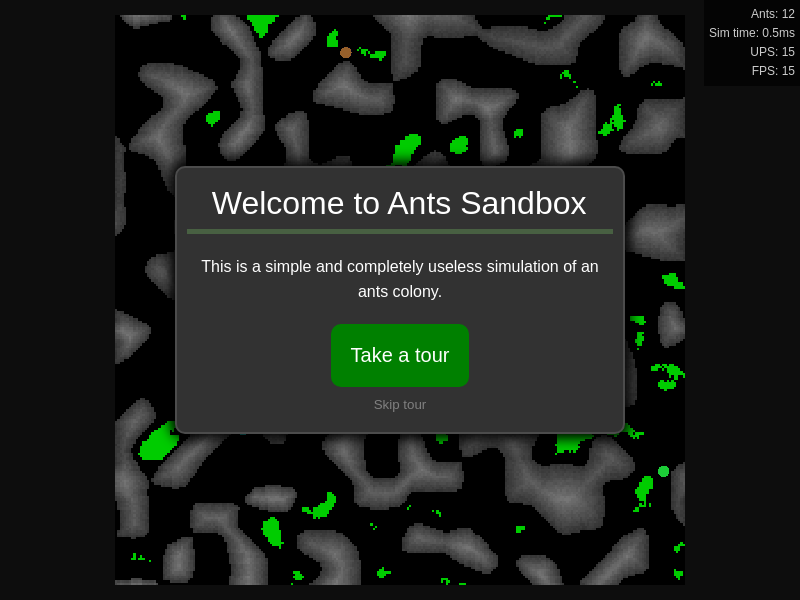 Ants: 12
Sim time: 0.5ms
UPS: 15
FPS: 15
Welcome to Ants Sandbox
This is a simple and completely useless simulation of an
ants colony.
Take a tour
Skip tour